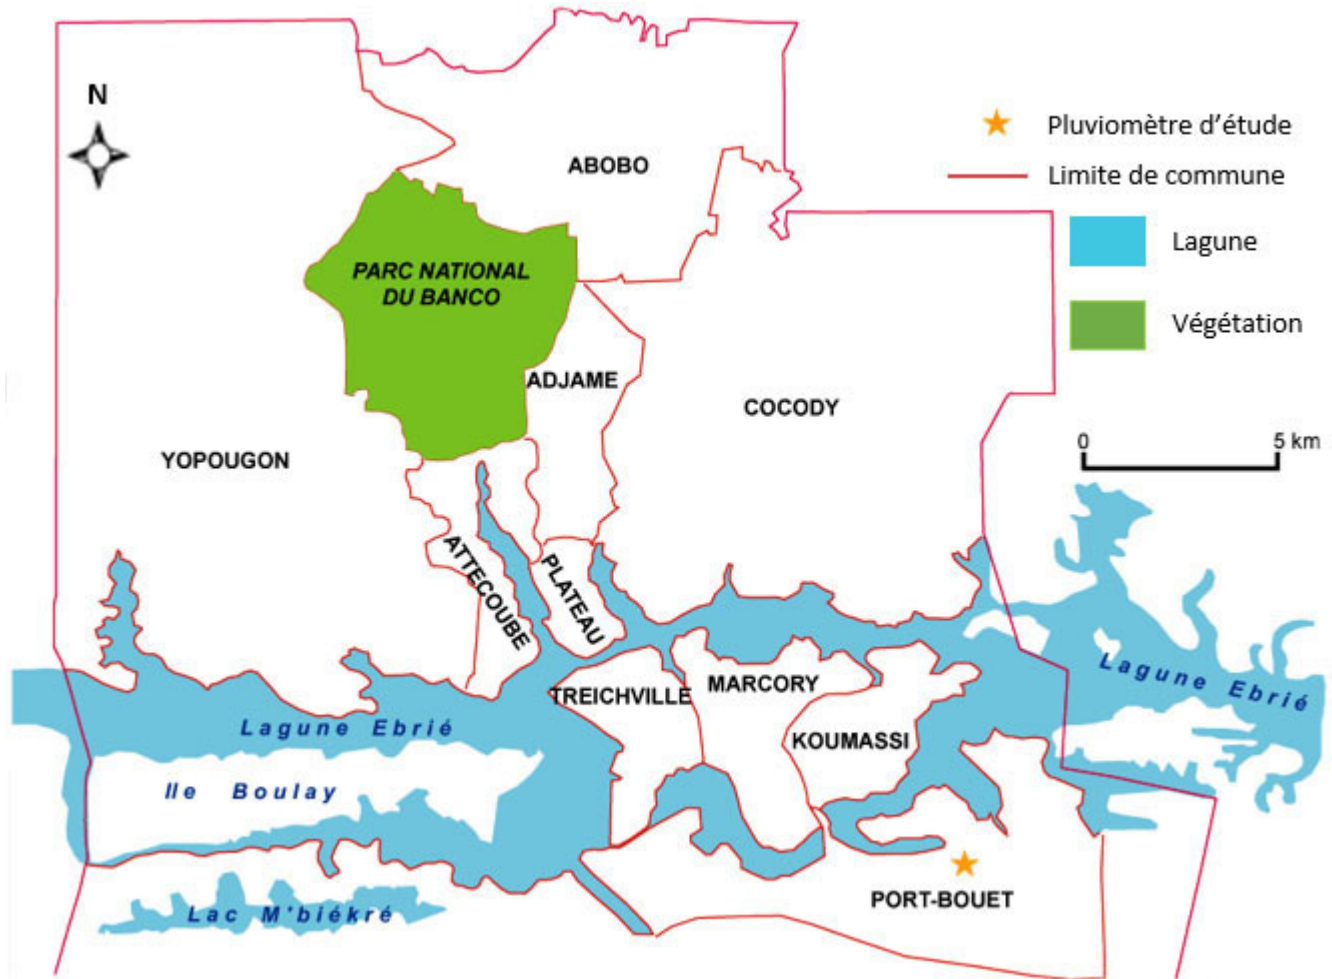 N
Pluviomètre d'étude
Limite de commune
ABOBO
Lagune
PARC NATIONAL
DU BANCO
Végétation
ADJAME
COCODY
0 5 km
YOPOUGON
ATTECOUBE
PLATEAU
Lagune Ebrié
TREICHVILLE
MARCORY
Lagune Ebrié
KOUMASSI
Ile Boulay
PORT-BOUET
Lac M'biékré